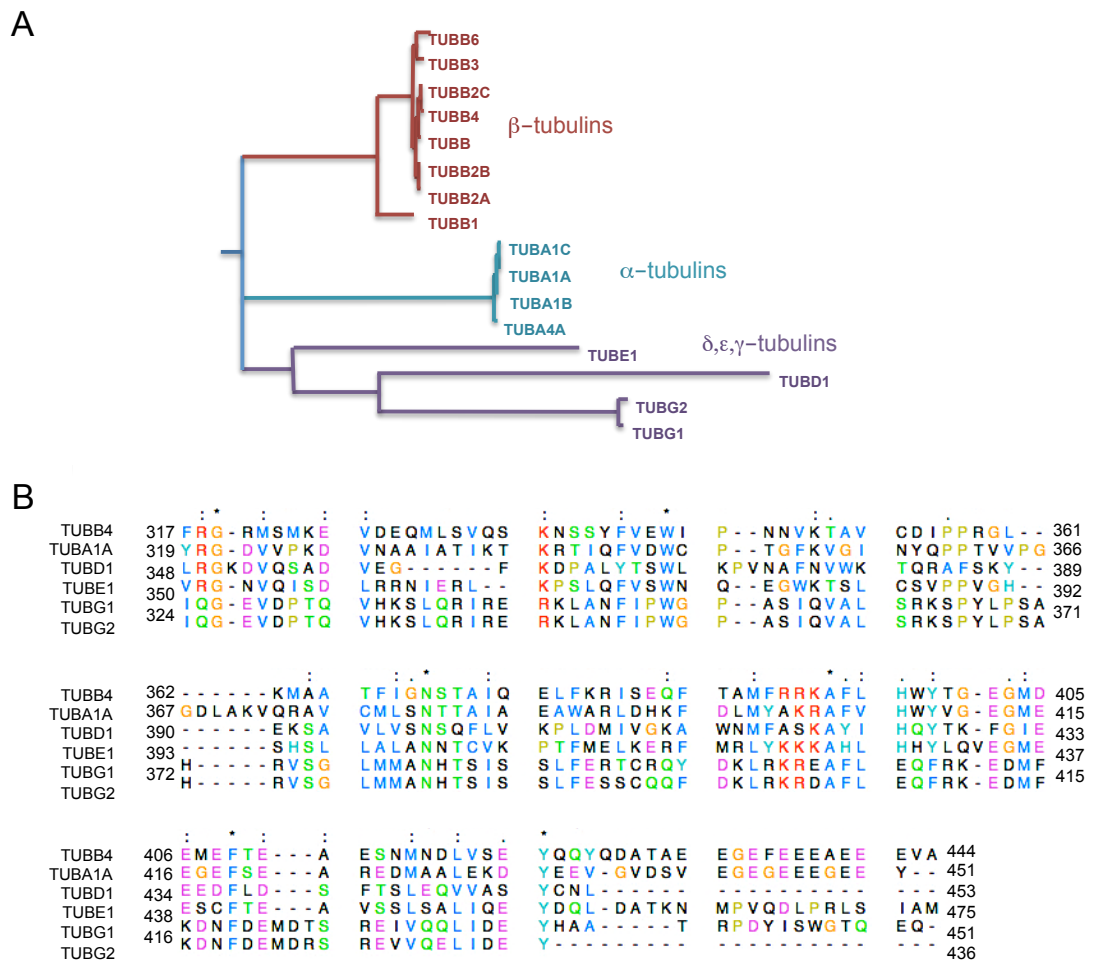 A
TUBB6
TUBB3
TUBB2C
TUBB4
β-tubulins
TUBB
TUBB2B
TUBB2A
TUBB1
TUBA1C
α-tubulins
TUBA1A
TUBA1B
TUBA4A
δ,ε,γ-tubulins
TUBE1
TUBD1
TUBG2
TUBG1
B
: * : : : : : * : . :
TUBB4 317 FRG-RMSMKE VDEQMLSVQS KNSSYFVEWI P--NNVKTAV CDIPPRGL-- 361
TUBA1A 319 YRG-DVVPKD VNAAIATIKT KRTIQFVDWC P--TGFKVGI NYQPPTVVPG 366
TUBD1 348 LRGKDVQSAD VEG------F KDPALYTSWL KPVNAFNVWK TQRAFSKY-- 389
TUBE1 350 VRG-NVQISD LRRNIERL-- KPSLQFVSWN Q--EGWKTSL CSVPPVGH-- 392
TUBG1 324 IQG-EVDPTQ VHKSLQRIRE RKLANFIPWG P--ASIQVAL SRKSPYLPSA 371
TUBG2 IQG-EVDPTQ VHKSLQRIRE RKLANFIPWG P--ASIQVAL SRKSPYLPSA
: : . * : : . * : . :
TUBB4 362 ------KMAA TFIGNSTAIQ ELFKRISEQF TAMFRRKAFL HWYTG-EGMD 405
TUBA1A 367 GDLAKVQRAV CMLSNTTAIA EAWARLDHKF DLMYAKRAFV HWYVG-EGME 415
TUBD1 390 ------EKSA VLVSNSQFLV KPLDMIVGKA WNMFASKAYI HQYTK-FGIE 433
TUBE1 393 ------SHSL LALANNTCVK PTFMELKERF MRLYKKKAHL HHYLQVEGME 437
TUBG1 372 H-----RVSG LMMANHTSIS SLFERTCRQY DKLRKREAFL EQFRK-EDMF 415
TUBG2 H-----RVSG LMMANHTSIS SLFESSCQQF DKLRKRDAFL EQFRK-EDMF
: * : : : : . *
TUBB4 406 EMEFTE---A ESNMNDLVSE YQQYQDATAE EGEFEEEAEE EVA 444
TUBA1A 416 EGEFSE---A REDMAALEKD YEEV-GVDSV EGEGEEEGEE Y-- 451
TUBD1 434 EEDFLD---S FTSLEQVVAS YCNL------ ---------- --- 453
TUBE1 438 ESCFTE---A VSSLSALIQE YDQL-DATKN MPVQDLPRLS IAM 475
TUBG1 416 KDNFDEMDTS REIVQQLIDE YHAA-----T RPDYISWGTQ EQ- 451
TUBG2 KDNFDEMDRS REVVQELIDE Y--------- ---------- --- 436